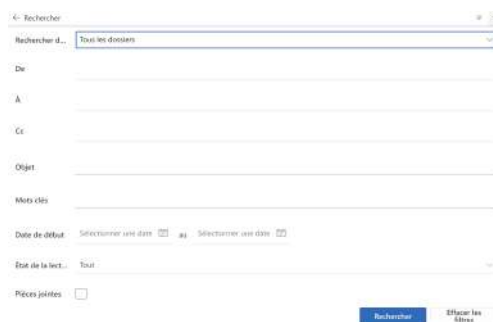 ← Rechercher
Rechercher d... Tous les dossiers
De
À
Cc
Objet
Mots clés
Date de début Sélectionner une date au Sélectionner une date
État de la lect... Tout
Pièces jointes
Rechercher Effacer les
filtres